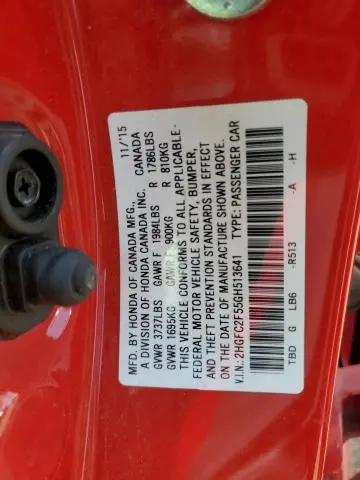 MFD. BY HONDA OF CANADA MFG., 11/'15
A DIVISION OF HONDA CANADA INC. CANADA
GVWR 3737LBS GAWR F 1984LBS R 1786LBS
GVWR 1695KG GAWR F 900KG R 810KG
THIS VEHICLE CONFORMS TO ALL APPLICABLE
FEDERAL MOTOR VEHICLE SAFETY, BUMPER,
AND THEFT PREVENTION STANDARDS IN EFFECT
ON THE DATE OF MANUFACTURE SHOWN ABOVE.
V.I.N.: 2HGFC2F55GH513641 TYPE: PASSENGER CAR
TBD G LB6 -R513 -A -H